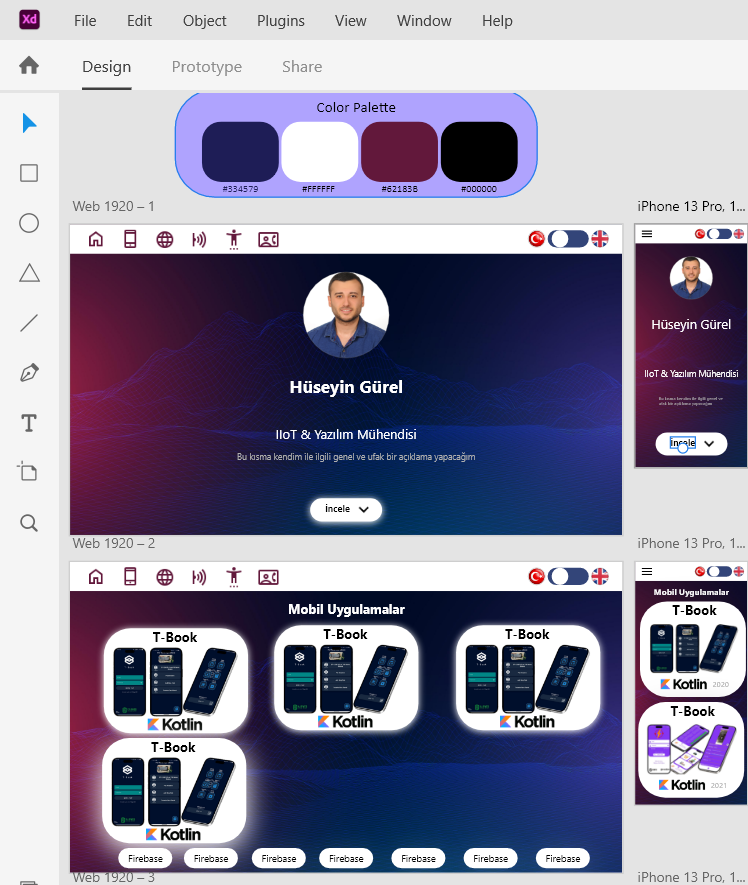 Xd File Edit Object Plugins View Window Help
Design Prototype Share
Color Palette
#334579 #FFFFFF #62183B #000000
Web 1920 – 1
iPhone 13 Pro, 1...
Hüseyin Gürel
IIoT & Yazılım Mühendisi
Bu kısma kendim ile ilgili genel ve ufak bir açıklama yapacağım
İncele
Hüseyin Gürel
IIoT & Yazılım Mühendisi
Bu kısma kendim ile ilgili genel ve
ufak bir açıklama yapacağım
İncele
Web 1920 – 2
iPhone 13 Pro, 1...
Mobil Uygulamalar
T-Book T-Book T-Book
Kotlin Kotlin Kotlin
T-Book
Kotlin
Firebase Firebase Firebase Firebase Firebase Firebase Firebase
Mobil Uygulamalar
T-Book
Kotlin 2020
T-Book
Kotlin 2021
Web 1920 – 3
iPhone 13 Pro, 1...
T